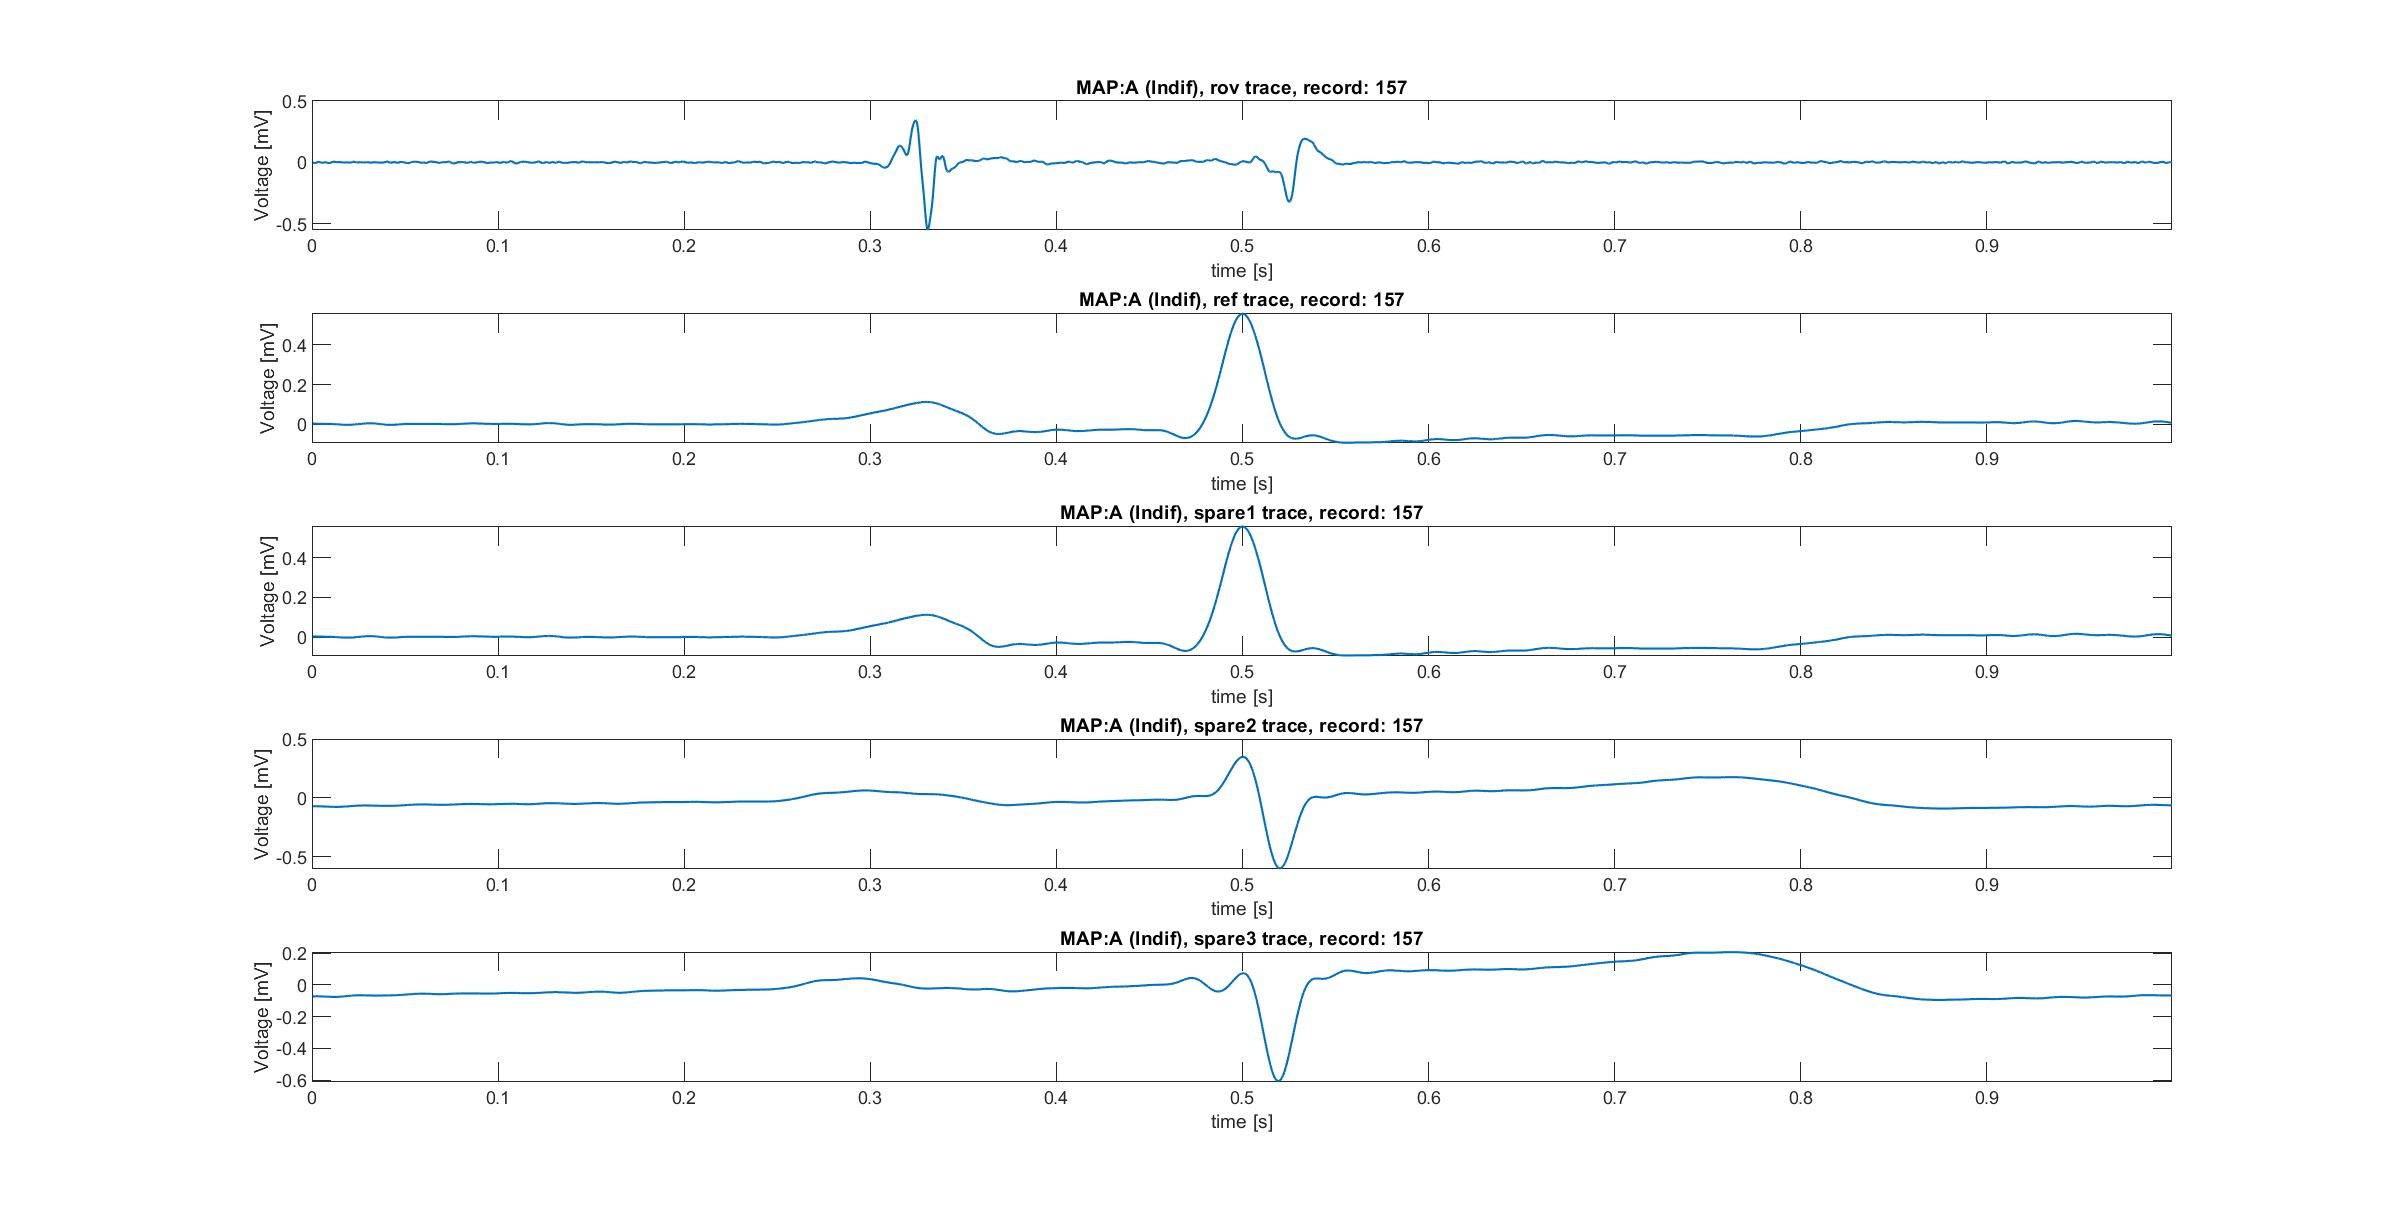 MAP:A (Indif), rov trace, record: 157
Voltage [mV]
0.5
0
-0.5
0 0.1 0.2 0.3 0.4 0.5 0.6 0.7 0.8 0.9
time [s]
MAP:A (Indif), ref trace, record: 157
Voltage [mV]
0.4
0.2
0
0 0.1 0.2 0.3 0.4 0.5 0.6 0.7 0.8 0.9
time [s]
MAP:A (Indif), spare1 trace, record: 157
Voltage [mV]
0.4
0.2
0
0 0.1 0.2 0.3 0.4 0.5 0.6 0.7 0.8 0.9
time [s]
MAP:A (Indif), spare2 trace, record: 157
Voltage [mV]
0.5
0
-0.5
0 0.1 0.2 0.3 0.4 0.5 0.6 0.7 0.8 0.9
time [s]
MAP:A (Indif), spare3 trace, record: 157
Voltage [mV]
0.2
0
-0.2
-0.4
-0.6
0 0.1 0.2 0.3 0.4 0.5 0.6 0.7 0.8 0.9
time [s]